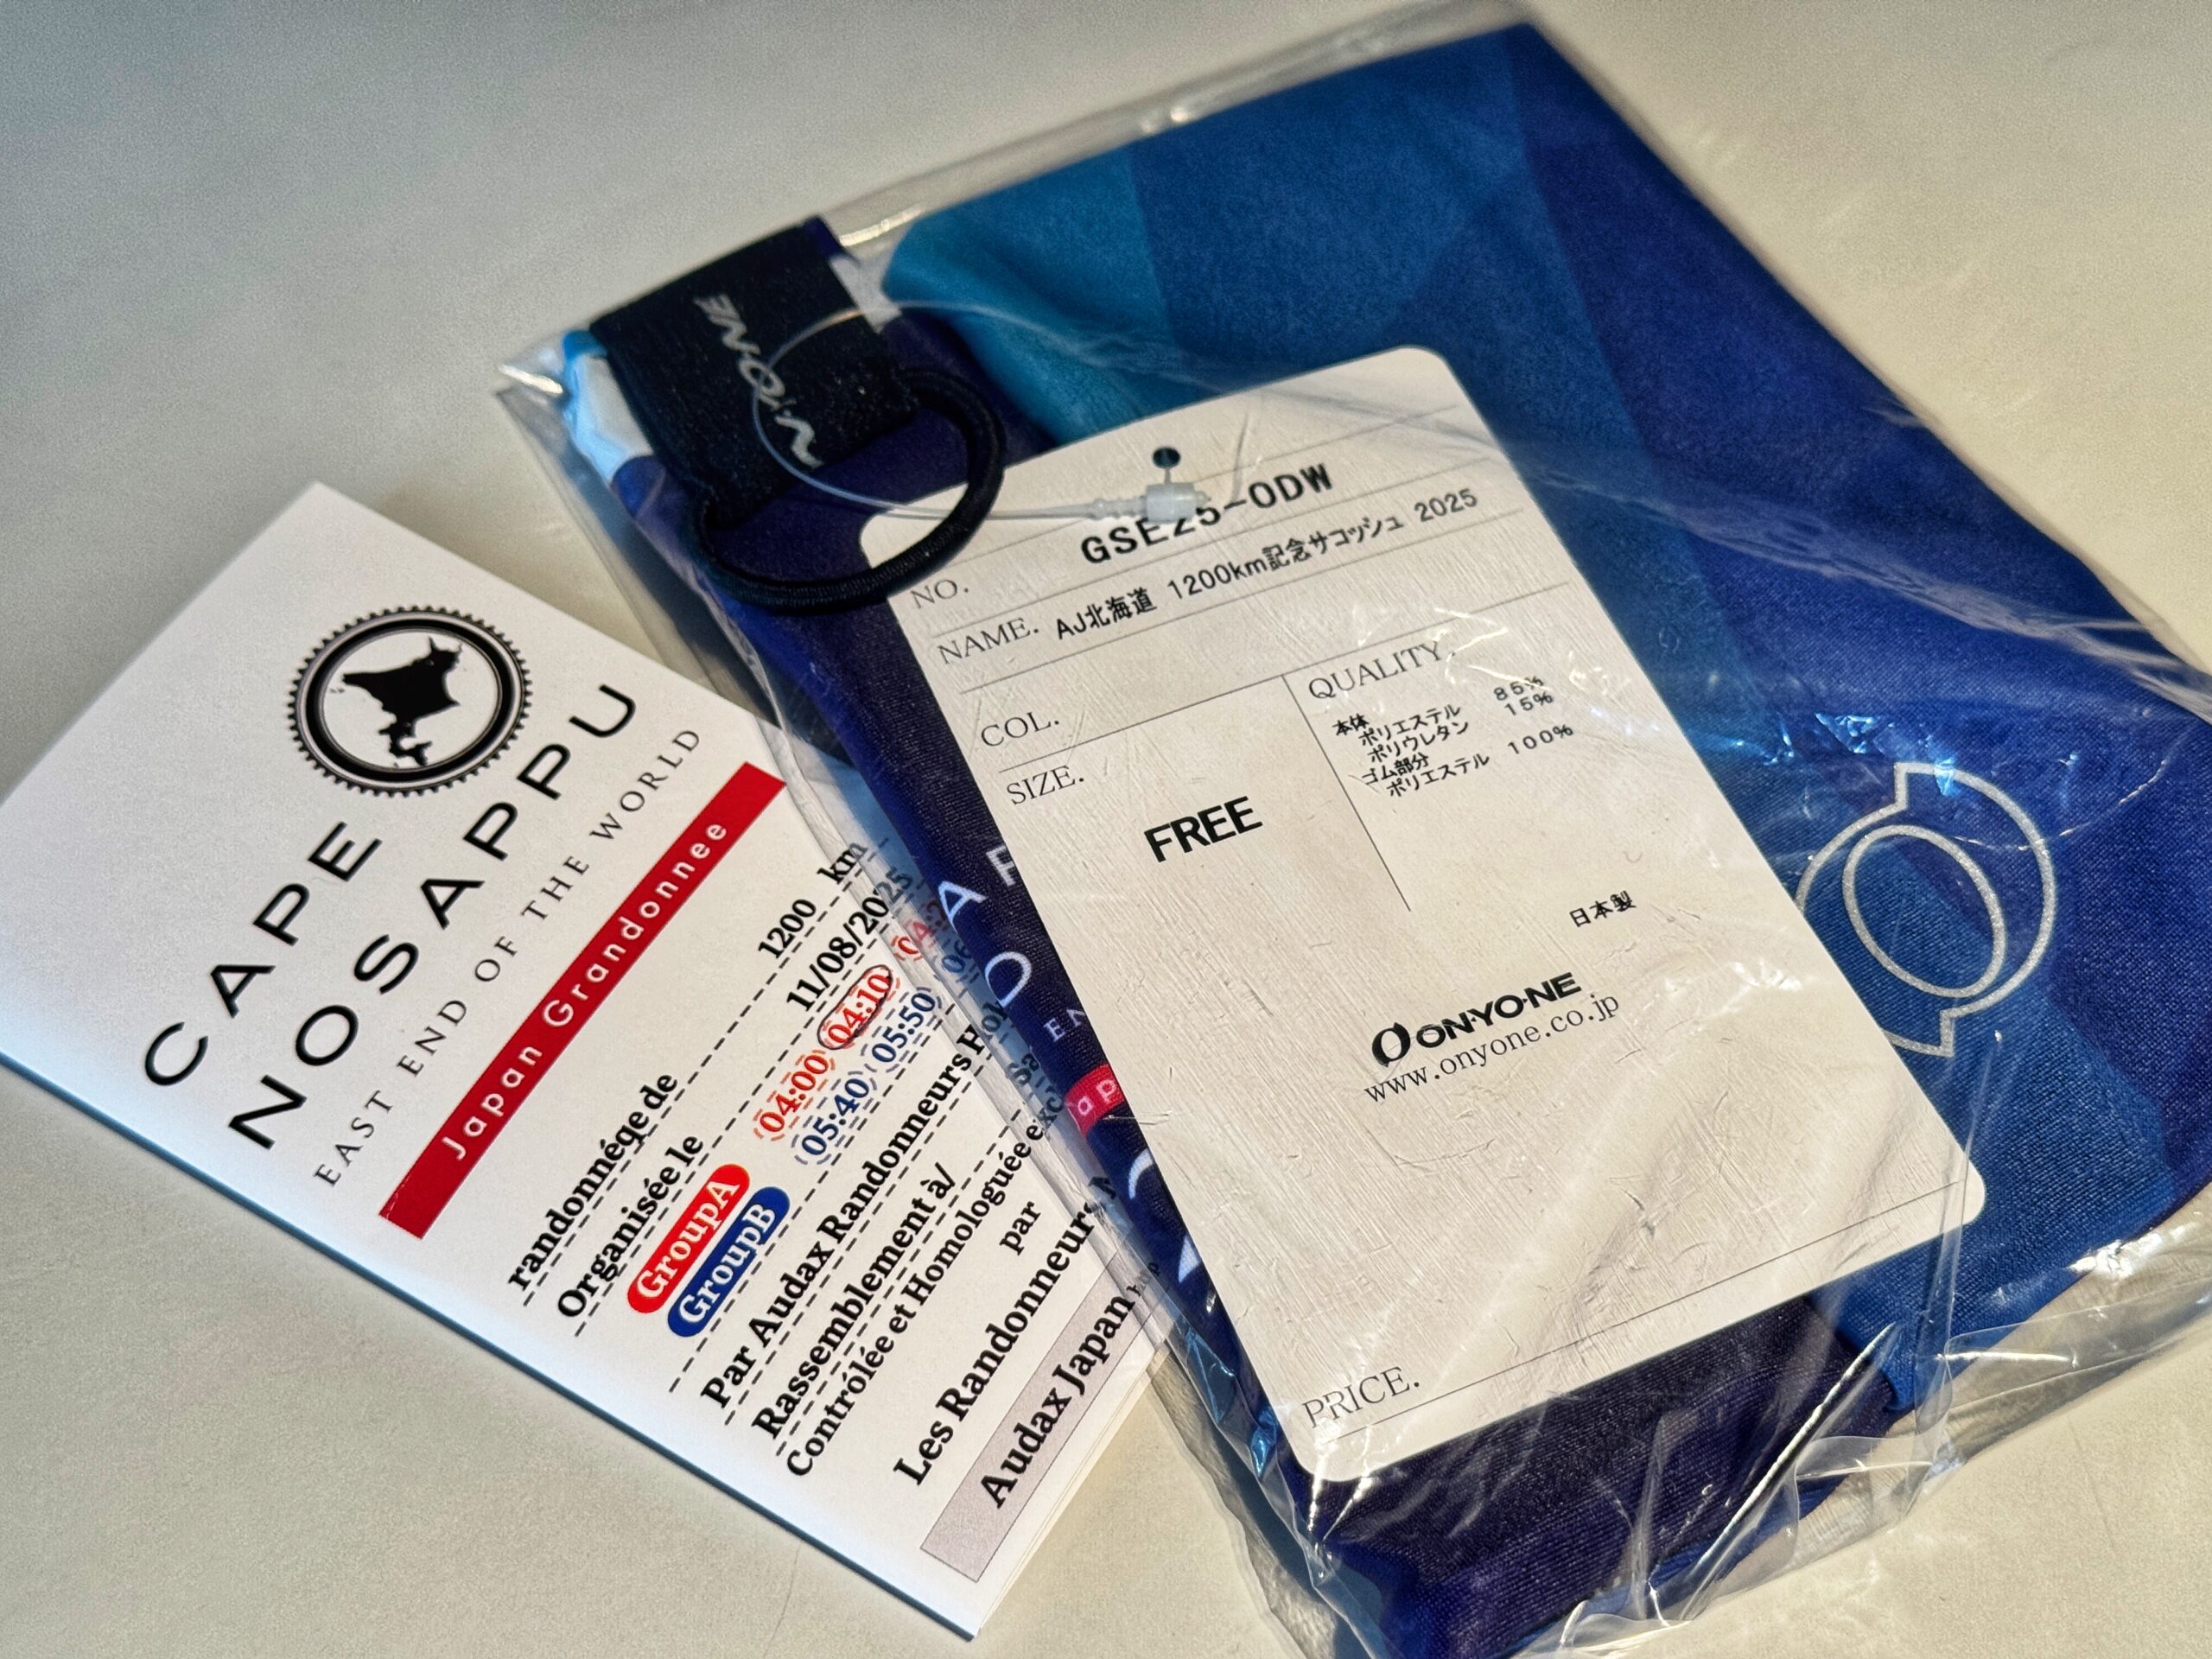 CAPE
NOSAPPU
EAST END OF THE WORLD
Japan Grandonnee
randonnége de 1200 km
Organisée le 11/08/2025
GroupA 04:00 04:10
GroupB 05:40 05:50
Par Audax Randonneurs
Rassemblement à/
Contrôlée et Homologuée
par
Les Randonneurs
Audax Japan
NO. GSE25-ODW
NAME. AJ北海道 1200km記念サコッシュ 2025
COL.
SIZE. FREE
QUALITY.
本体
ポリエステル 85%
ポリウレタン 15%
ゴム部分
ポリエステル 100%
日本製
ON·YO·NE
www.onyone.co.jp
PRICE.